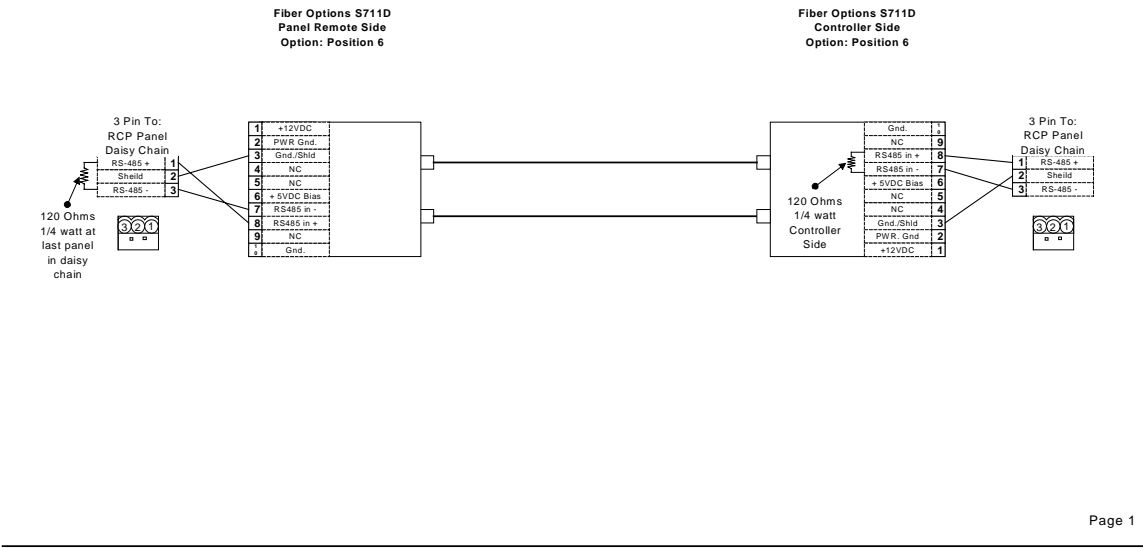 Fiber Options S711D
Panel Remote Side
Option: Position 6
Fiber Options S711D
Controller Side
Option: Position 6
3 Pin To:
RCP Panel
Daisy Chain
RS-485 + 1
Sheild 2
RS-485 - 3
120 Ohms
1/4 watt at
last panel
in daisy
chain
3 2 1
1 +12VDC
2 PWR Gnd.
3 Gnd./Shld
4 NC
5 NC
6 + 5VDC Bias
7 RS485 in -
8 RS485 in +
9 NC
10 Gnd.
Gnd. 10
NC 9
RS485 in + 8
RS485 in - 7
+ 5VDC Bias 6
NC 5
NC 4
Gnd./Shld 3
PWR. Gnd 2
+12VDC 1
120 Ohms
1/4 watt
Controller
Side
3 Pin To:
RCP Panel
Daisy Chain
1 RS-485 +
2 Sheild
3 RS-485 -
3 2 1
Page 1